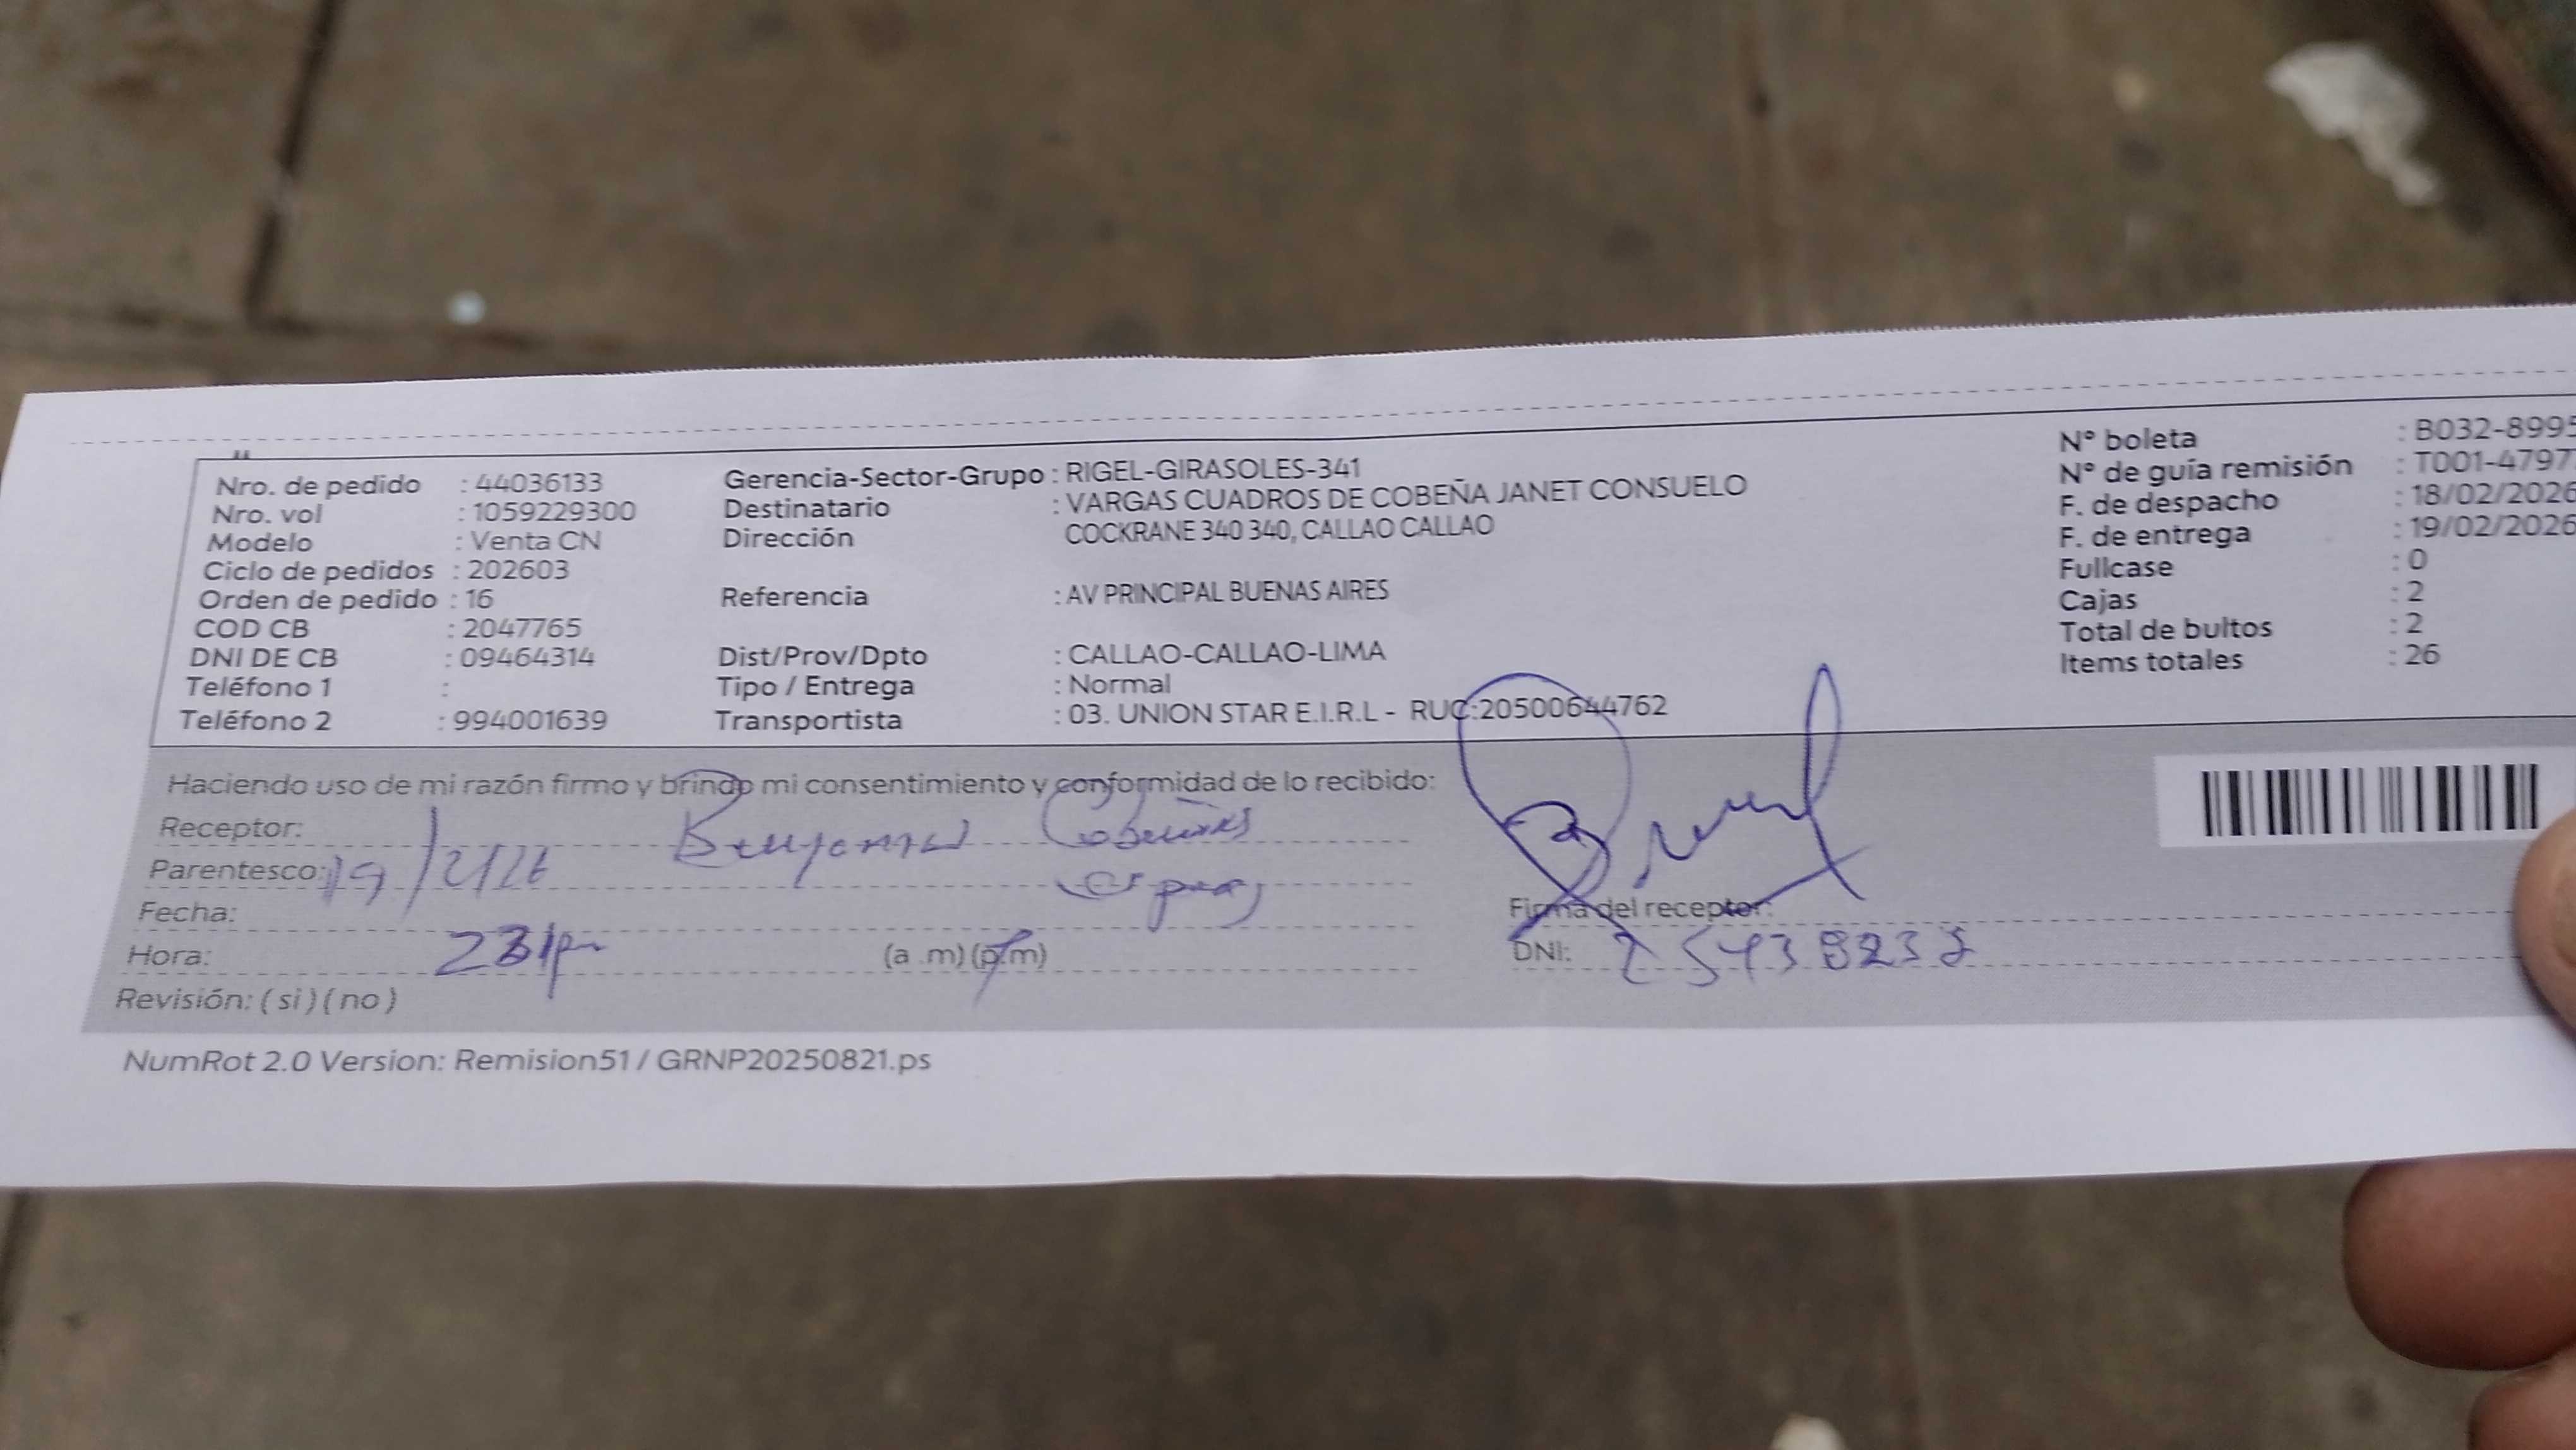 Nro. de pedido : 44036133
Nro. vol : 1059229300
Modelo : Venta CN
Ciclo de pedidos : 202603
Orden de pedido : 16
COD CB : 2047765
DNI DE CB : 09464314
Teléfono 1 :
Teléfono 2 : 994001639
Gerencia-Sector-Grupo : RIGEL-GIRASOLES-341
Destinatario : VARGAS CUADROS DE COBEÑA JANET CONSUELO
Dirección COCKRANE 340 340, CALLAO CALLAO
Referencia : AV PRINCIPAL BUENAS AIRES
Dist/Prov/Dpto : CALLAO-CALLAO-LIMA
Tipo / Entrega : Normal
Transportista : 03. UNION STAR E.I.R.L - RUC:20500644762
N° boleta : B032-8995
N° de guía remisión : T001-4797
F. de despacho : 18/02/2026
F. de entrega : 19/02/2026
Fullcase : 0
Cajas : 2
Total de bultos : 2
Items totales : 26
Haciendo uso de mi razón firmo y brindo mi consentimiento y conformidad de lo recibido:
Receptor:
Parentesco: 19/2/26
Fecha:
Hora: (a .m) (p.m)
Revisión: ( si ) ( no )
Firma del receptor:
DNI:
NumRot 2.0 Version: Remision51 / GRNP20250821.ps